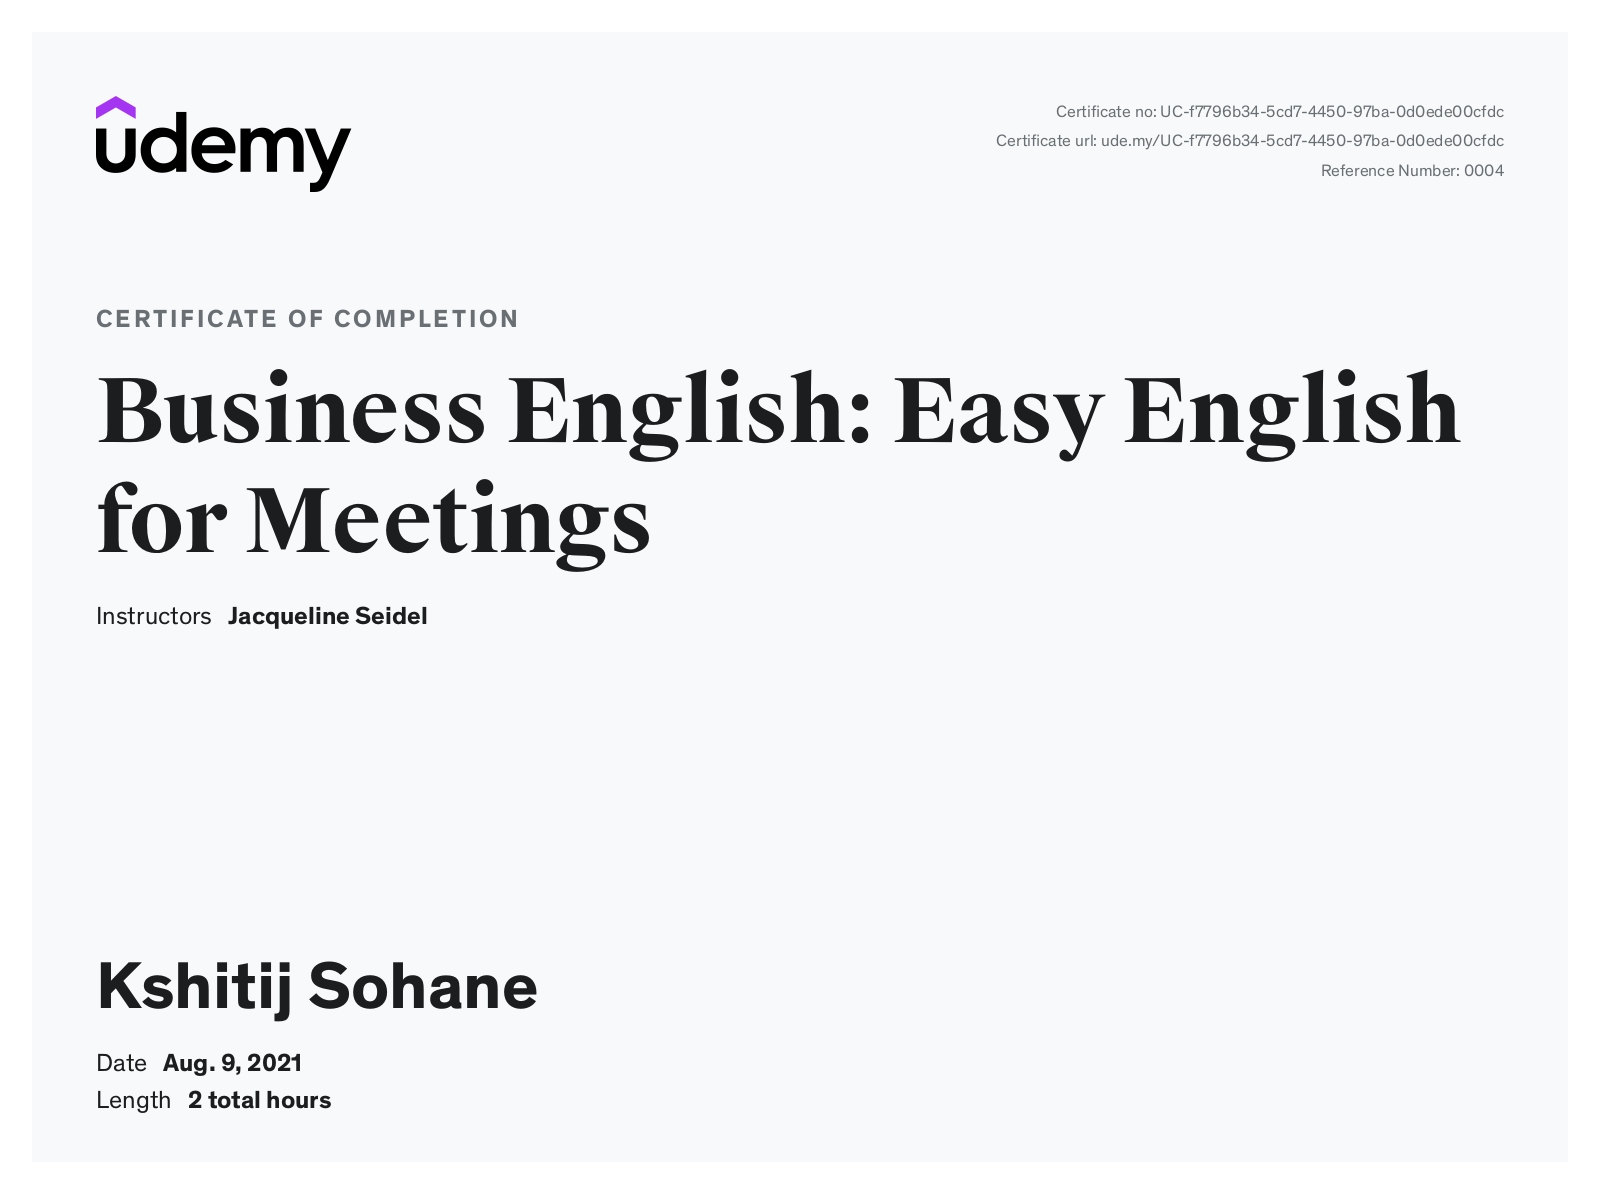 udemy
Certificate no: UC-f7796b34-5cd7-4450-97ba-0d0ede00cfdc
Certificate url: ude.my/UC-f7796b34-5cd7-4450-97ba-0d0ede00cfdc
Reference Number: 0004
CERTIFICATE OF COMPLETION
Business English: Easy English
for Meetings
Instructors Jacqueline Seidel
Kshitij Sohane
Date Aug. 9, 2021
Length 2 total hours